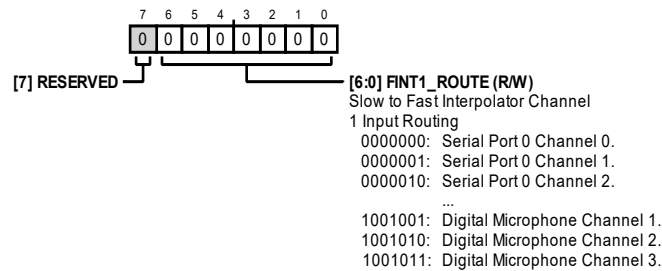 7 6 5 4 3 2 1 0
0 0 0 0 0 0 0 0
[7] RESERVED
[6:0] FINT1_ROUTE (R/W)
Slow to Fast Interpolator Channel
1 Input Routing
0000000: Serial Port 0 Channel 0.
0000001: Serial Port 0 Channel 1.
0000010: Serial Port 0 Channel 2.
...
1001001: Digital Microphone Channel 1.
1001010: Digital Microphone Channel 2.
1001011: Digital Microphone Channel 3.